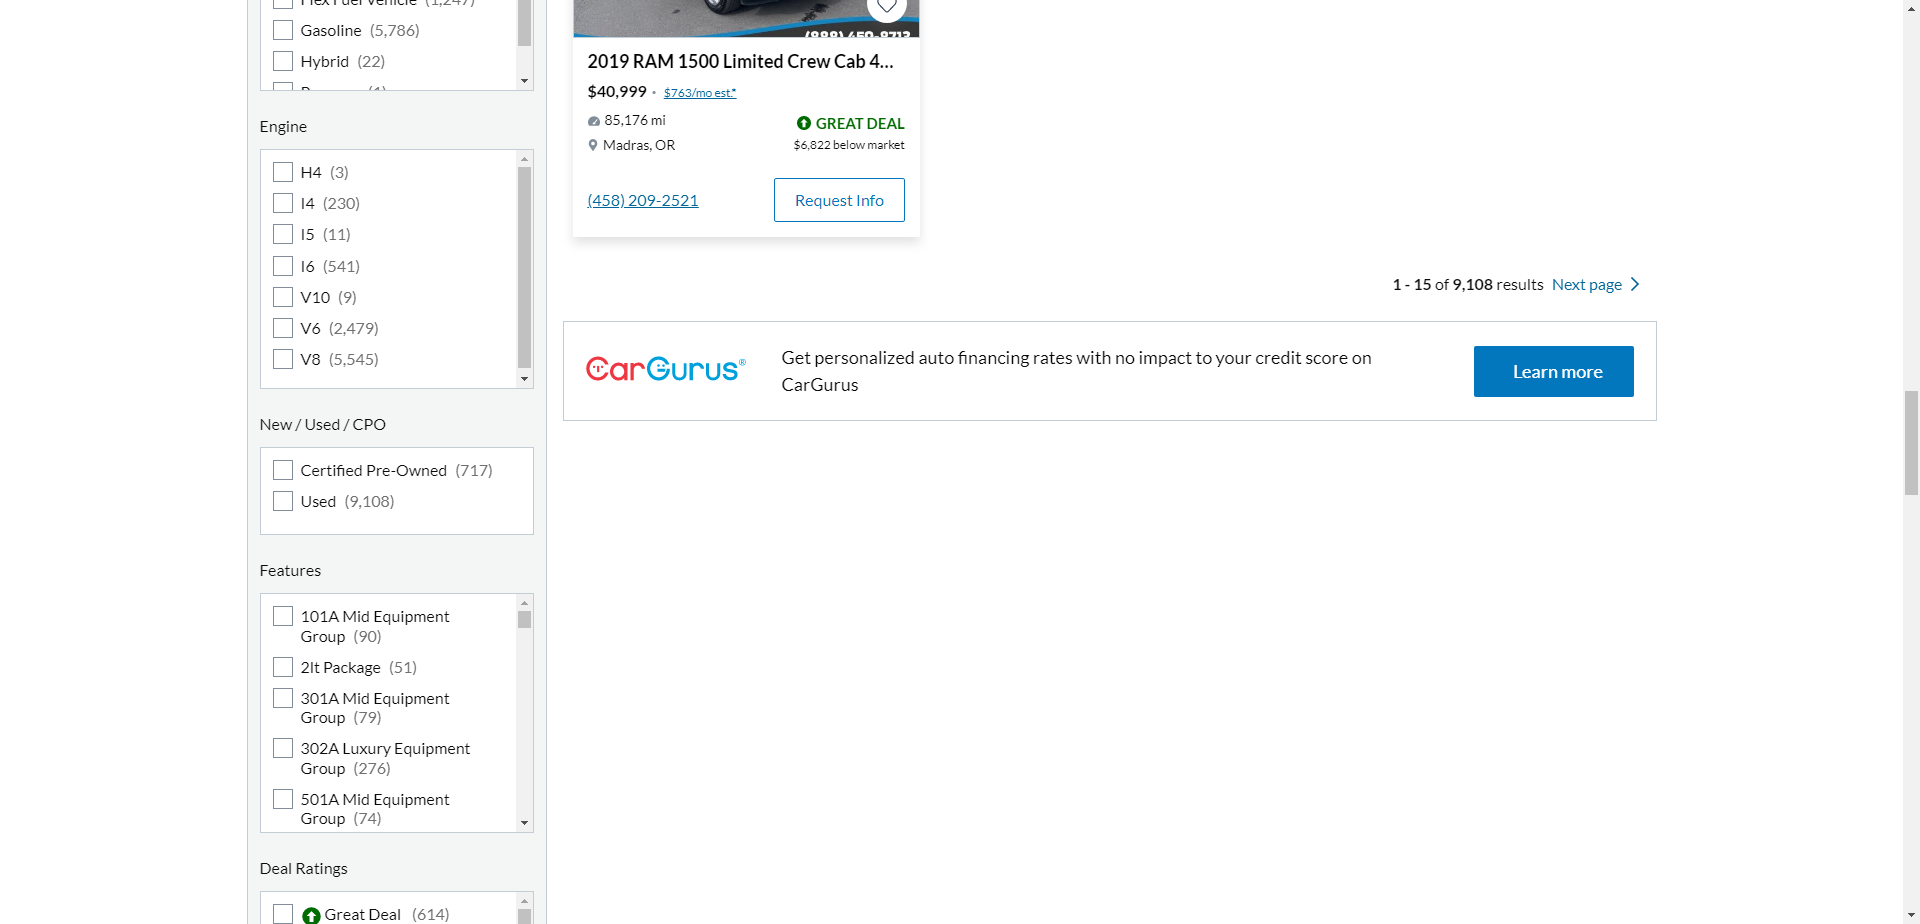 Flex Fuel Vehicle (1,247)
Gasoline (5,786)
Hybrid (22)
Engine
H4 (3)
I4 (230)
I5 (11)
I6 (541)
V10 (9)
V6 (2,479)
V8 (5,545)
New / Used / CPO
Certified Pre-Owned (717)
Used (9,108)
Features
101A Mid Equipment
Group (90)
2lt Package (51)
301A Mid Equipment
Group (79)
302A Luxury Equipment
Group (276)
501A Mid Equipment
Group (74)
Deal Ratings
Great Deal (614)
(888) 459-8713
2019 RAM 1500 Limited Crew Cab 4...
$40,999 · $763/mo est.*
85,176 mi
GREAT DEAL
Madras, OR
$6,822 below market
(458) 209-2521
Request Info
1 - 15 of 9,108 results Next page
CarGurus®
Get personalized auto financing rates with no impact to your credit score on
CarGurus
Learn more